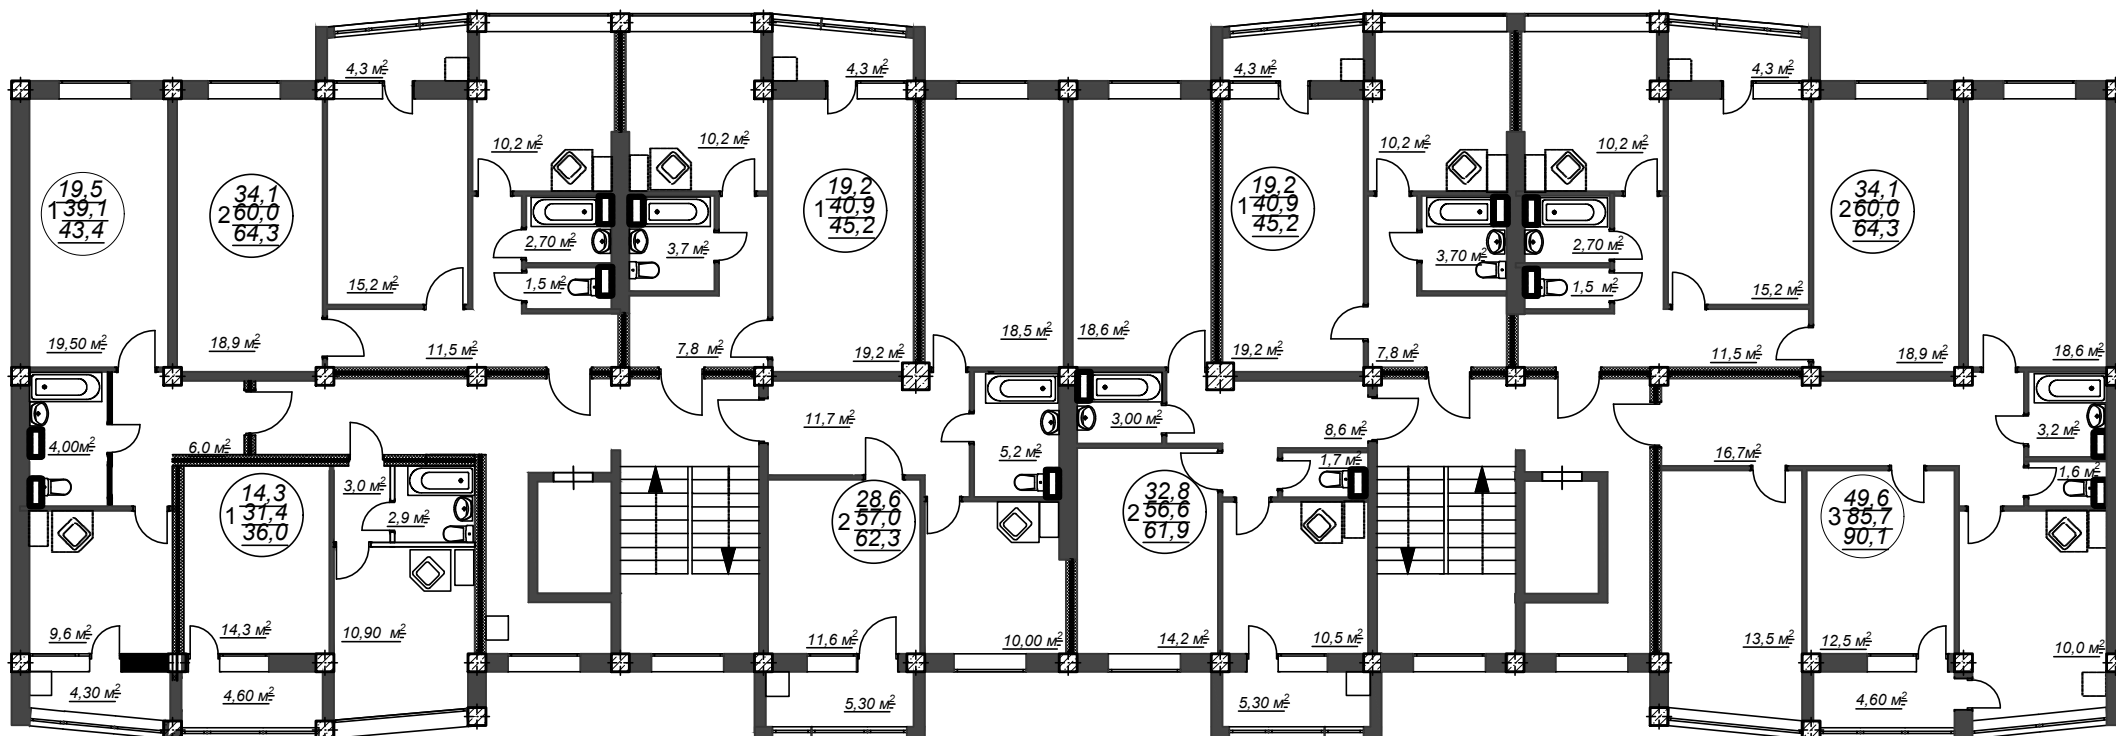 4,3 м²
4,3 м²
4,3 м²
4,3 м²
10,2 м²
10,2 м²
10,2 м²
10,2 м²
19,5
1 39,1
43,4
34,1
2 60,0
64,3
19,2
1 40,9
45,2
19,2
1 40,9
45,2
34,1
2 60,0
64,3
2,70 м²
3,7 м²
3,70 м²
2,70 м²
15,2 м²
1,5 м²
1,5 м²
15,2 м²
19,50 м²
18,9 м²
11,5 м²
7,8 м²
19,2 м²
18,5 м²
18,6 м²
19,2 м²
7,8 м²
11,5 м²
18,9 м²
18,6 м²
4,00 м²
6.0 м²
11,7 м²
3,00 м²
8,6 м²
3,2 м²
5,2 м²
1,7 м²
16,7 м²
1,6 м²
3,0 м²
2,9 м²
14,3
1 31,4
36,0
28,6
2 57,0
62,3
32,8
2 56,6
61,9
49,6
3 85,7
90,1
9,6 м²
14,3 м²
10,90 м²
11,6 м²
10,00 м²
14,2 м²
10,5 м²
13,5 м²
12,5 м²
10,0 м²
4,30 м²
4,60 м²
5,30 м²
5,30 м²
4,60 м²